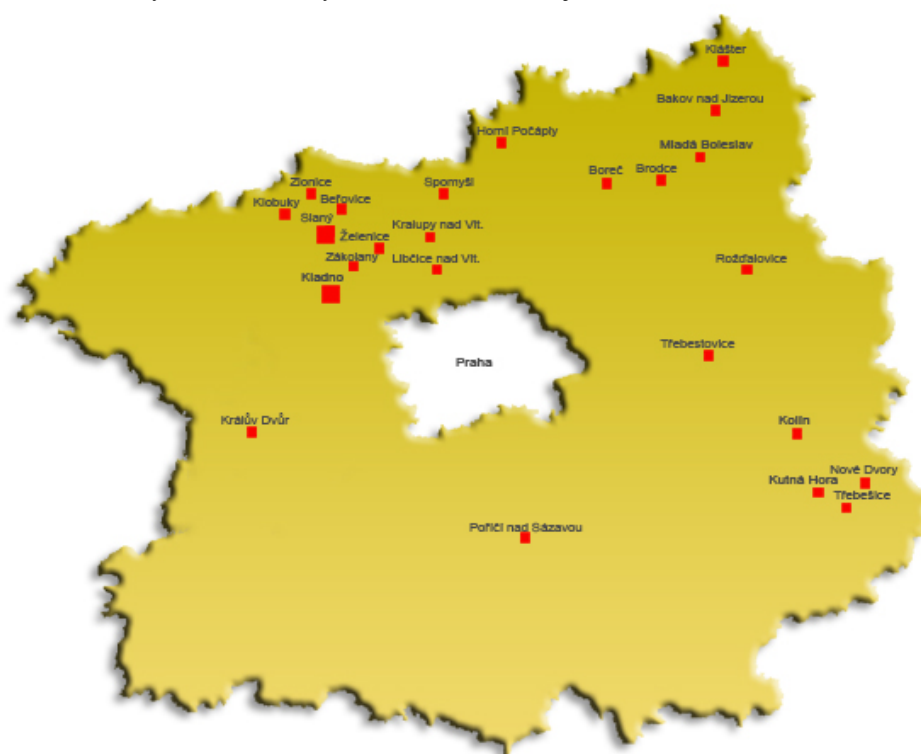 Klášter
Bakov nad Jizerou
Horní Počáply
Mladá Boleslav
Boreč
Brodce
Zlonice
Spomyšl
Klobuky
Beřovice
Slaný
Kralupy nad Vlt.
Želenice
Zákolany
Libčice nad Vlt.
Rožďalovice
Kladno
Třebestovice
Praha
Králův Dvůr
Kolín
Nové Dvory
Kutná Hora
Třebešice
Poříčí nad Sázavou